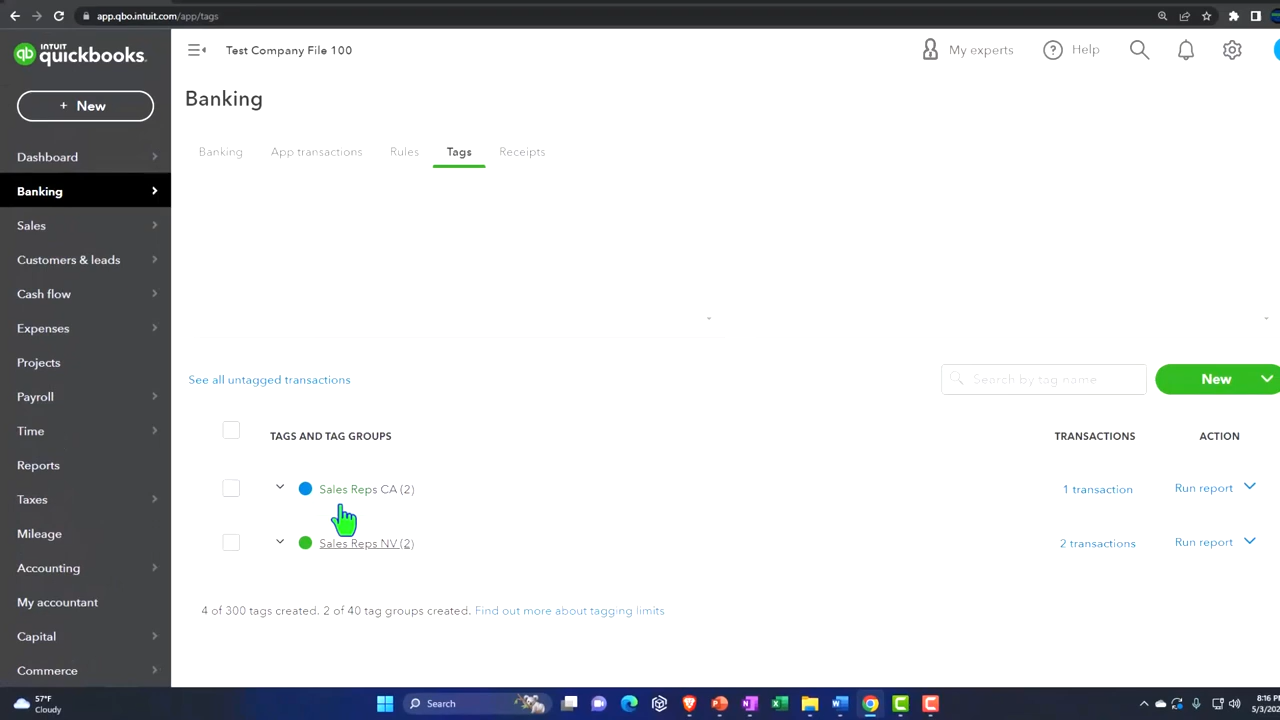 app.qbo.intuit.com/app/tags
INTUIT
quickbooks.
Test Company File 100
My experts
Help
+ New
Banking
Dashboard
Banking
App transactions
Rules
Tags
Receipts
Banking
Sales
Customers & leads
Cash flow
Expenses
Projects
Payroll
Time
Reports
Taxes
Mileage
Accounting
My accountant
Capital
Commerce
See all untagged transactions
Search by tag name
New
TAGS AND TAG GROUPS
TRANSACTIONS
ACTION
Sales Reps CA (2)
1 transaction
Run report
Sales Reps NV (2)
2 transactions
Run report
4 of 300 tags created. 2 of 40 tag groups created. Find out more about tagging limits
57°F
Cloudy
Search
8:16 PM
5/3/202